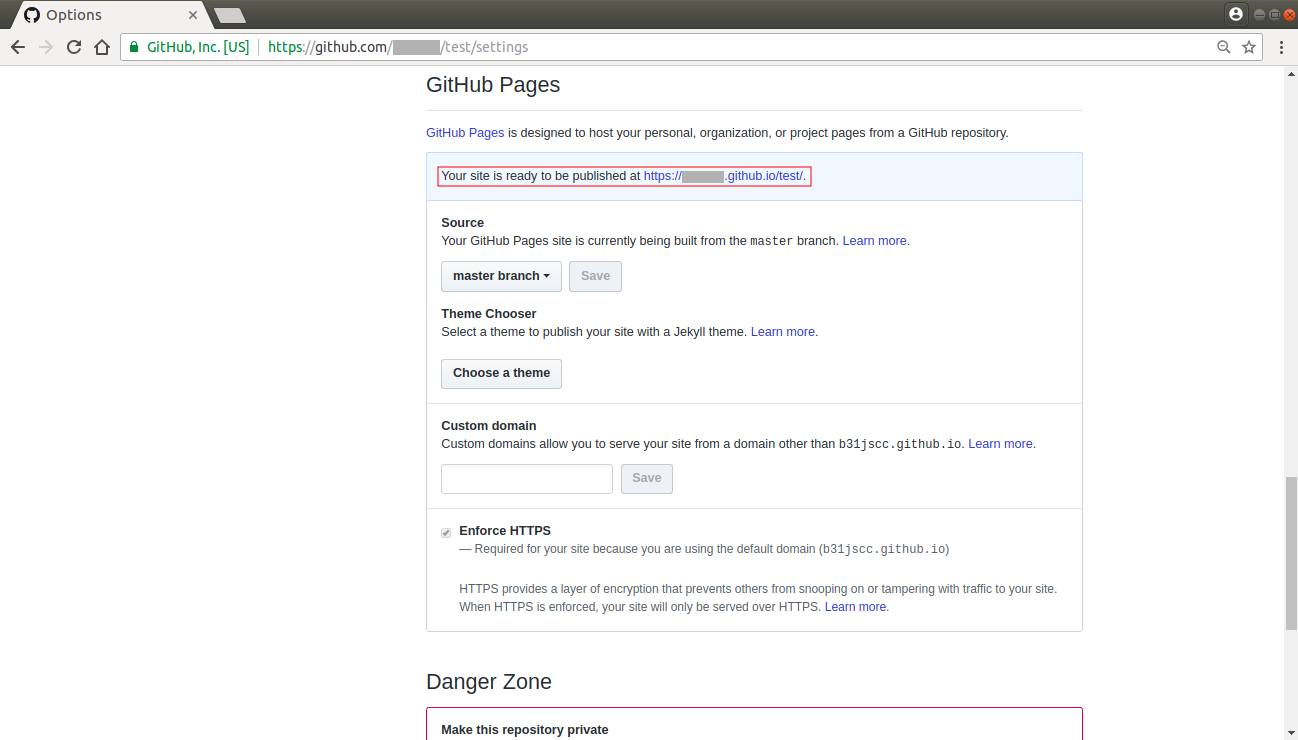 Options
GitHub, Inc. [US] https://github.com/ /test/settings
GitHub Pages
GitHub Pages is designed to host your personal, organization, or project pages from a GitHub repository.
Your site is ready to be published at https:// .github.io/test/.
Source
Your GitHub Pages site is currently being built from the master branch. Learn more.
master branch Save
Theme Chooser
Select a theme to publish your site with a Jekyll theme. Learn more.
Choose a theme
Custom domain
Custom domains allow you to serve your site from a domain other than b31jscc.github.io. Learn more.
Save
Enforce HTTPS
— Required for your site because you are using the default domain (b31jscc.github.io)
HTTPS provides a layer of encryption that prevents others from snooping on or tampering with traffic to your site.
When HTTPS is enforced, your site will only be served over HTTPS. Learn more.
Danger Zone
Make this repository private